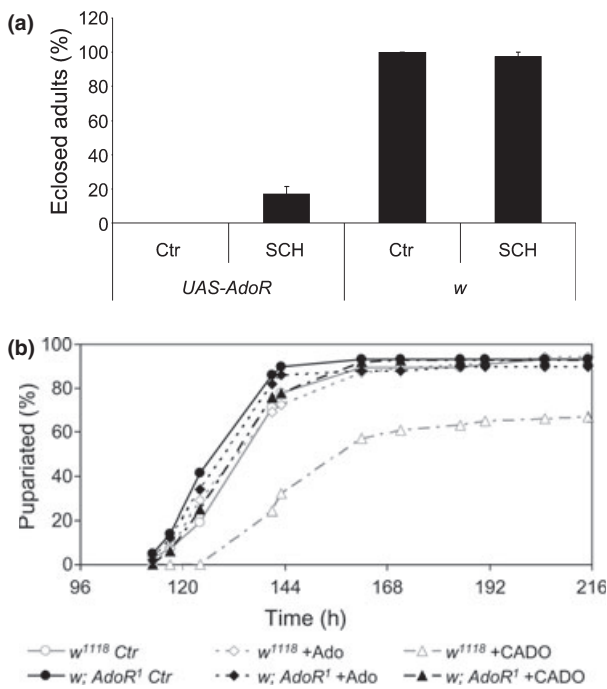 (a)
Eclosed adults (%)
120
100
80
60
40
20
0
Ctr SCH Ctr SCH
UAS-AdoR w
(b)
Pupariated (%)
100
80
60
40
20
0
96 120 144 168 192 216
Time (h)
w1118 Ctr w1118 +Ado w1118 +CADO
w; AdoR1 Ctr w; AdoR1 +Ado w; AdoR1 +CADO